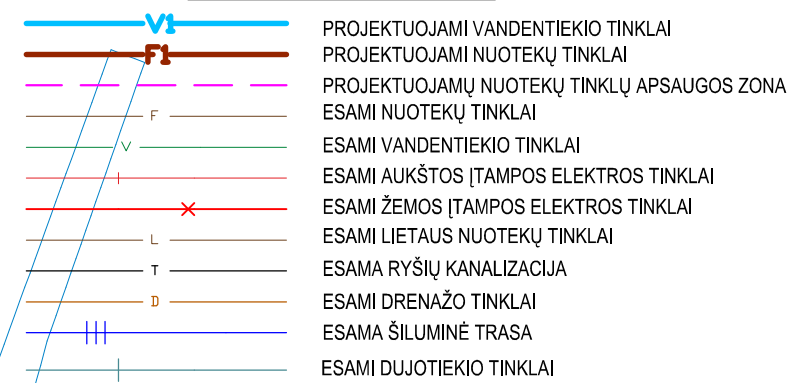 V1 PROJEKTUOJAMI VANDENTIEKIO TINKLAI
F1 PROJEKTUOJAMI NUOTEKŲ TINKLAI
PROJEKTUOJAMŲ NUOTEKŲ TINKLŲ APSAUGOS ZONA
F ESAMI NUOTEKŲ TINKLAI
V ESAMI VANDENTIEKIO TINKLAI
ESAMI AUKŠTOS ĮTAMPOS ELEKTROS TINKLAI
ESAMI ŽEMOS ĮTAMPOS ELEKTROS TINKLAI
L ESAMI LIETAUS NUOTEKŲ TINKLAI
T ESAMA RYŠIŲ KANALIZACIJA
D ESAMI DRENAŽO TINKLAI
ESAMA ŠILUMINĖ TRASA
ESAMI DUJOTIEKIO TINKLAI